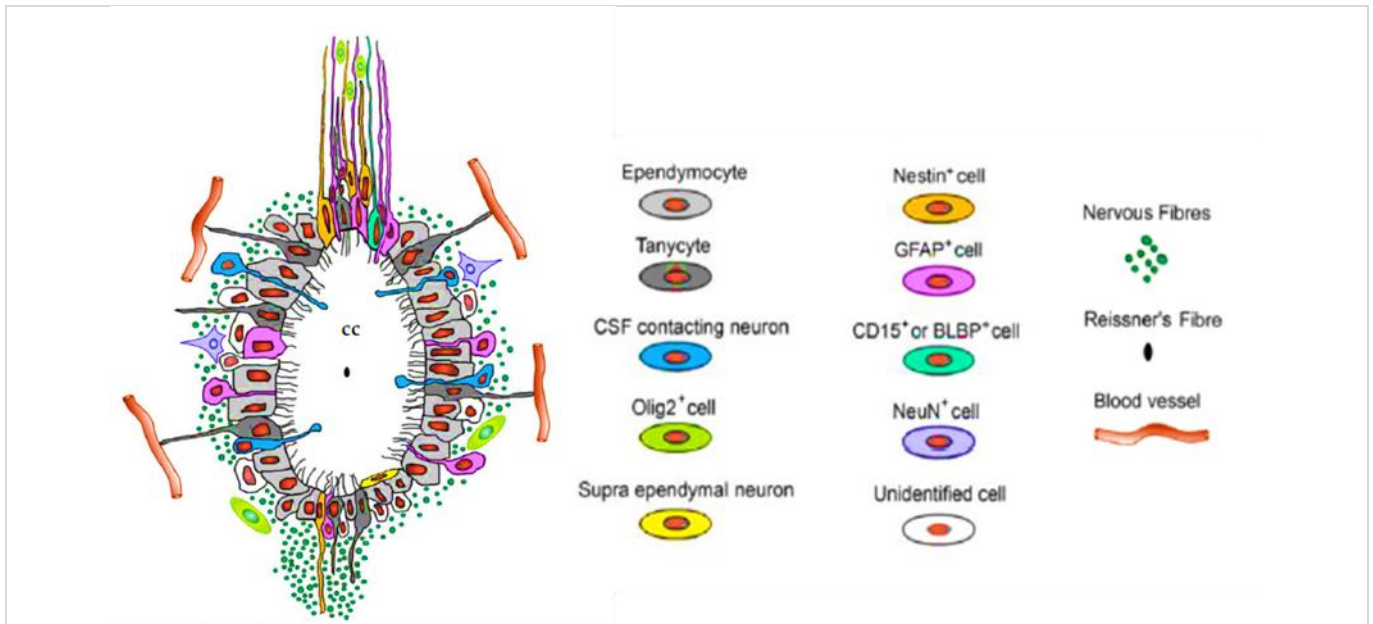 cc
Ependymocyte
Tanycyte
CSF contacting neuron
Olig2⁺ cell
Supra ependymal neuron
Nestin⁺ cell
GFAP⁺ cell
CD15⁺ or BLBP⁺ cell
NeuN⁺ cell
Unidentified cell
Nervous Fibres
Reissner's Fibre
Blood vessel